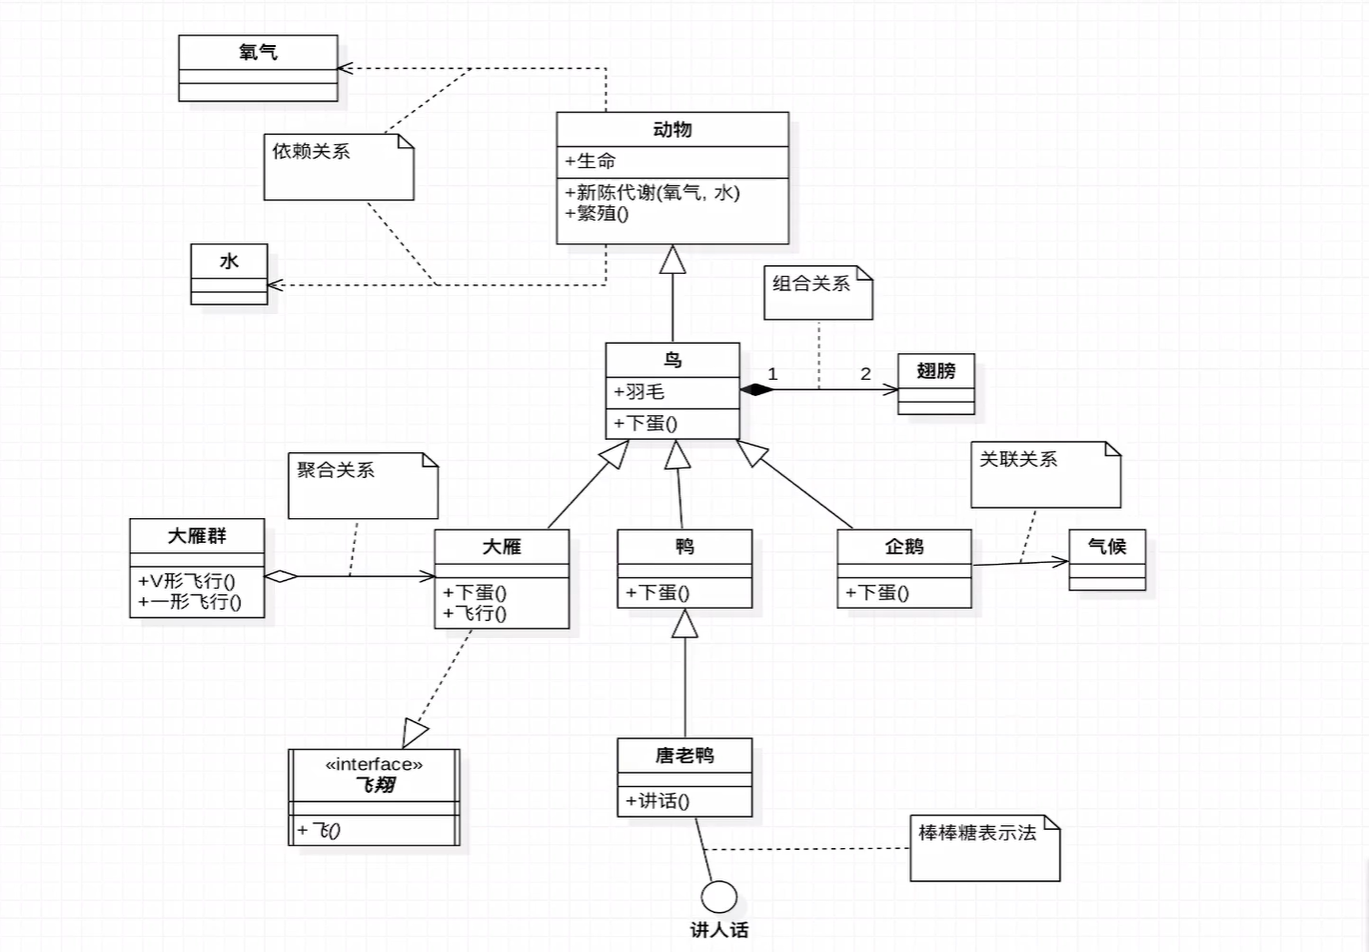 氧气
动物
+生命
+新陈代谢(氧气, 水)
+繁殖()
依赖关系
水
组合关系
鸟
+羽毛
+下蛋()
1
2
翅膀
聚合关系
关联关系
大雁群
+V形飞行()
+一形飞行()
大雁
+下蛋()
+飞行()
鸭
+下蛋()
企鹅
+下蛋()
气候
«interface»
飞翔
+飞()
唐老鸭
+讲话()
棒棒糖表示法
讲人话